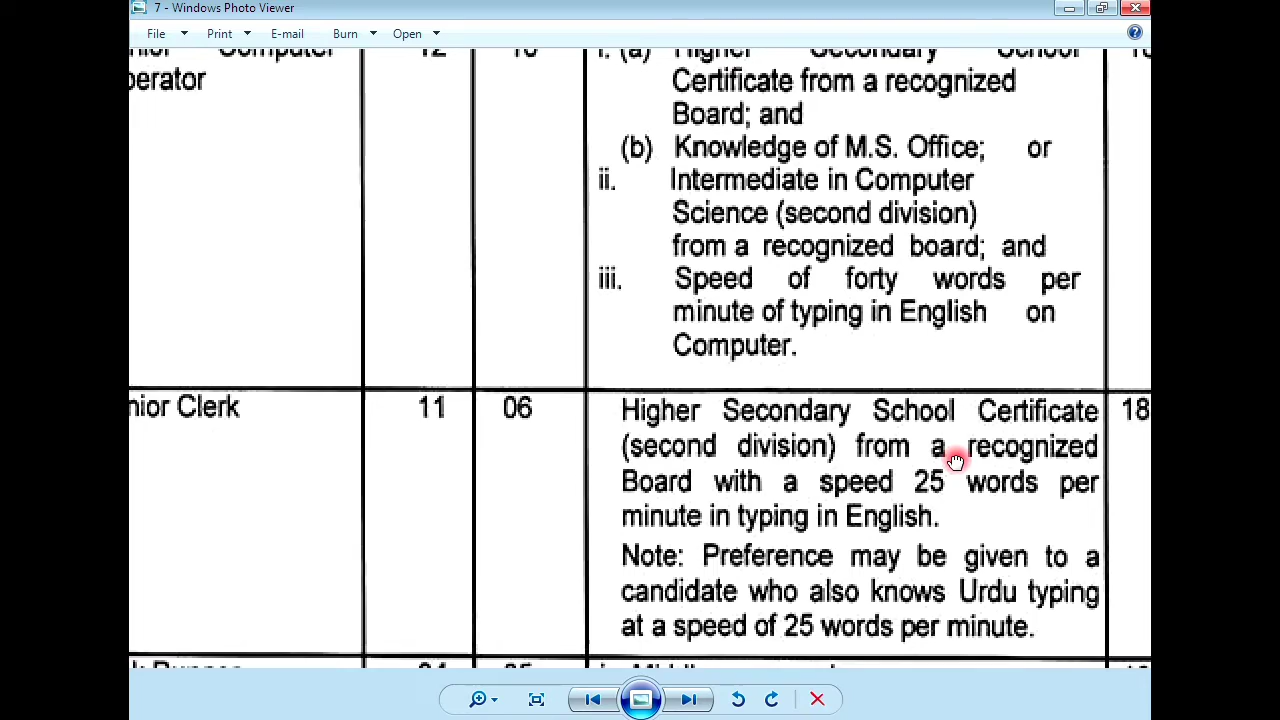 7 - Windows Photo Viewer
File Print E-mail Burn Open
Computer 12 i. (a) Higher Secondary School
Certificate from a recognized
Board; and
(b) Knowledge of M.S. Office; or
ii. Intermediate in Computer
Science (second division)
from a recognized board; and
iii. Speed of forty words per
minute of typing in English on
Computer.
Clerk 11 06 Higher Secondary School Certificate 18
(second division) from a recognized
Board with a speed 25 words per
minute in typing in English.
Note: Preference may be given to a
candidate who also knows Urdu typing
at a speed of 25 words per minute.